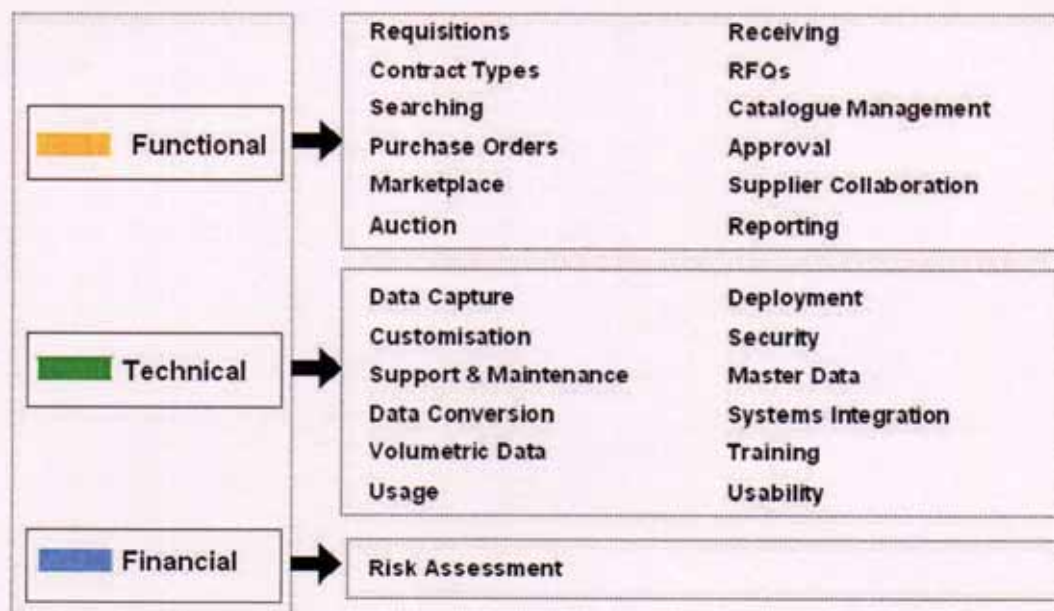 Functional
Requisitions Receiving
Contract Types RFQs
Searching Catalogue Management
Purchase Orders Approval
Marketplace Supplier Collaboration
Auction Reporting
Technical
Data Capture Deployment
Customisation Security
Support & Maintenance Master Data
Data Conversion Systems Integration
Volumetric Data Training
Usage Usability
Financial
Risk Assessment